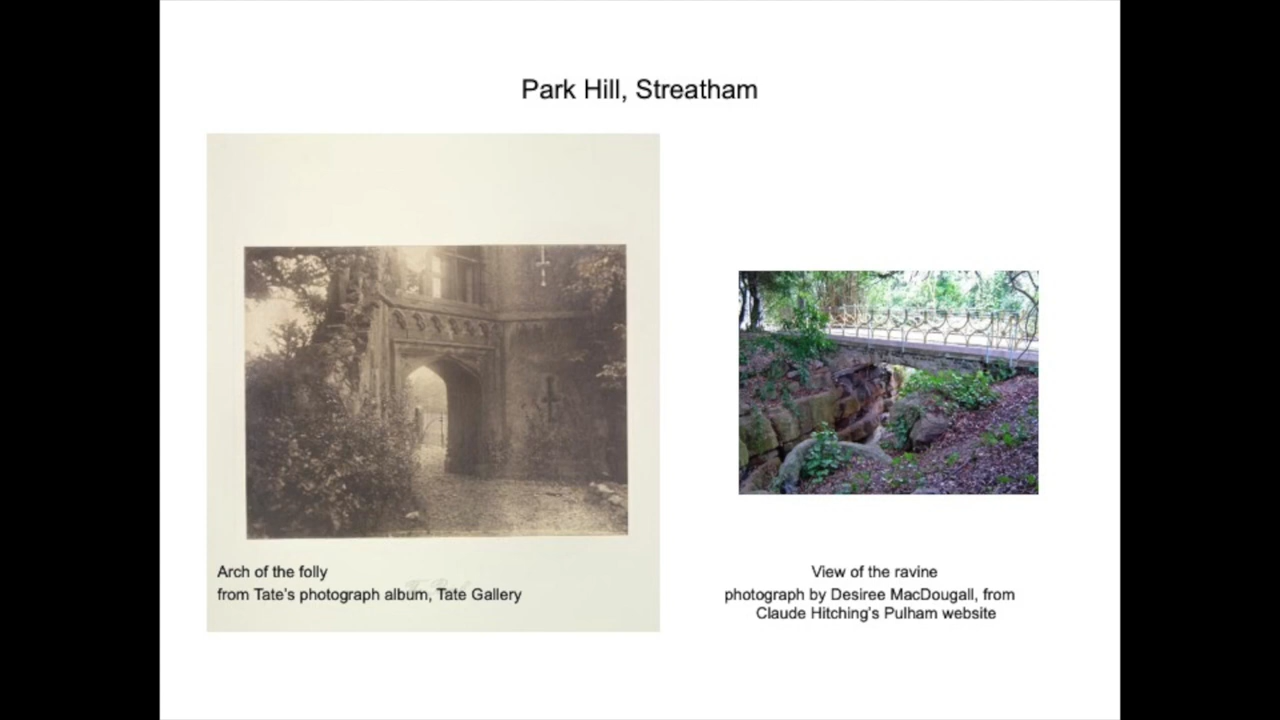 Park Hill, Streatham
Arch of the folly
from Tate's photograph album, Tate Gallery
View of the ravine
photograph by Desiree MacDougall, from
Claude Hitching's Pulham website